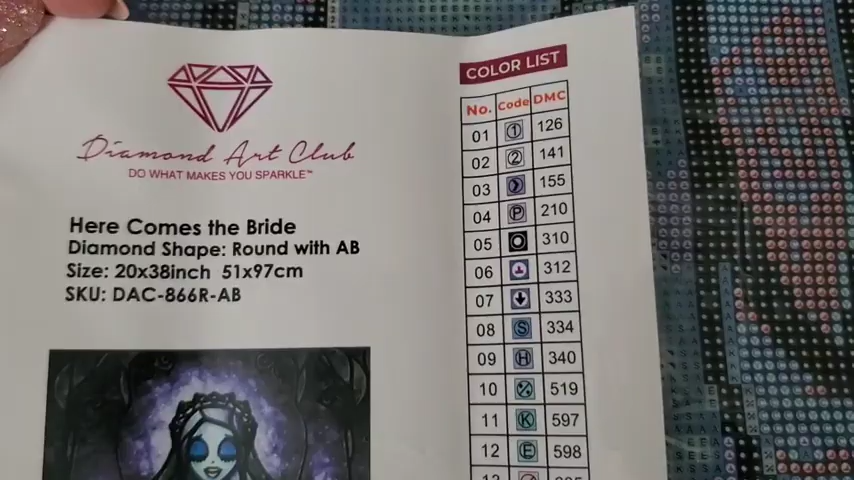 Diamond Art Club
DO WHAT MAKES YOU SPARKLE™
Here Comes the Bride
Diamond Shape: Round with AB
Size: 20x38inch 51x97cm
SKU: DAC-866R-AB
COLOR LIST
No. Code DMC
01 1 126
02 2 141
03 ❯ 155
04 P 210
05 O 310
06 312
07 333
08 S 334
09 H 340
10 519
11 K 597
12 E 598